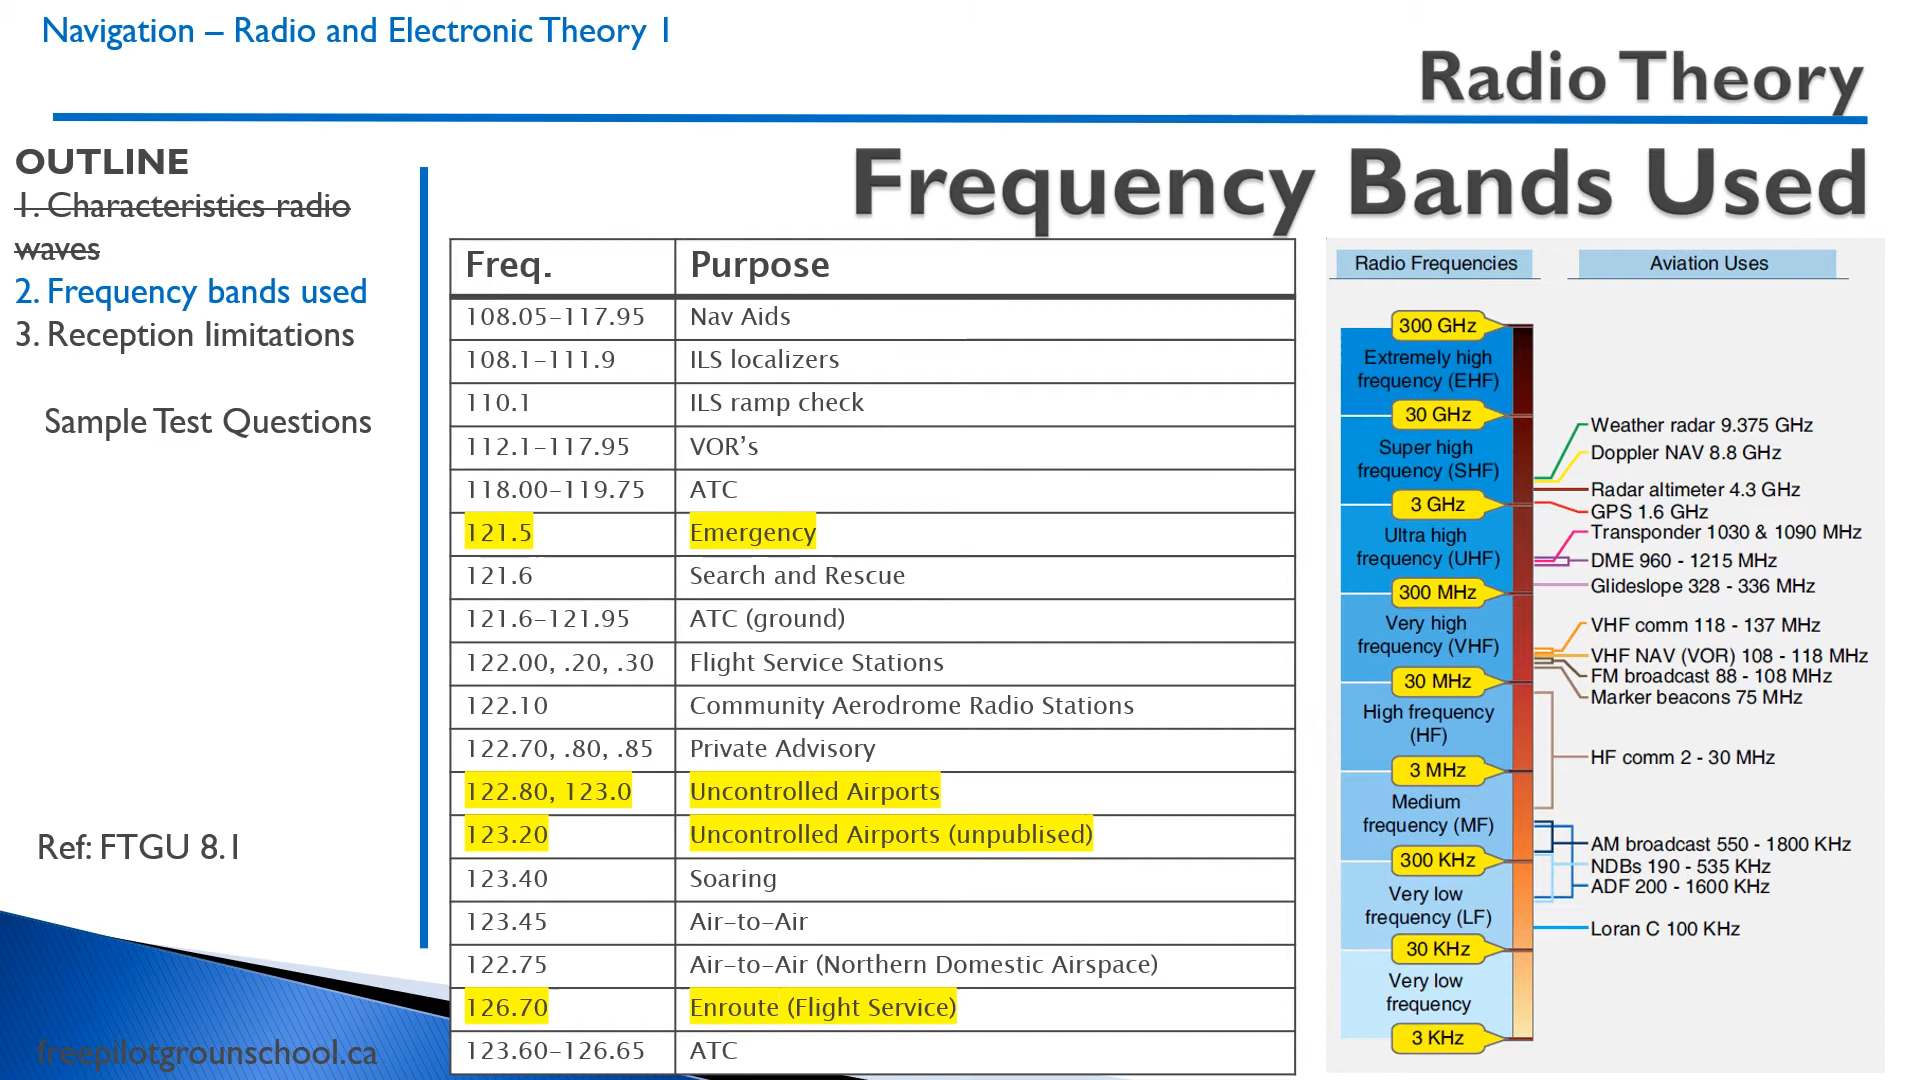 Navigation – Radio and Electronic Theory 1
Radio Theory
Frequency Bands Used
OUTLINE
1. Characteristics radio
waves
2. Frequency bands used
3. Reception limitations
Sample Test Questions
Ref: FTGU 8.1
freepilotgrounschool.ca
Freq. Purpose
108.05-117.95 Nav Aids
108.1-111.9 ILS localizers
110.1 ILS ramp check
112.1-117.95 VOR’s
118.00-119.75 ATC
121.5 Emergency
121.6 Search and Rescue
121.6-121.95 ATC (ground)
122.00, .20, .30 Flight Service Stations
122.10 Community Aerodrome Radio Stations
122.70, .80, .85 Private Advisory
122.80, 123.0 Uncontrolled Airports
123.20 Uncontrolled Airports (unpublised)
123.40 Soaring
123.45 Air-to-Air
122.75 Air-to-Air (Northern Domestic Airspace)
126.70 Enroute (Flight Service)
123.60-126.65 ATC
Radio Frequencies
Aviation Uses
300 GHz
Extremely high
frequency (EHF)
30 GHz
Super high
frequency (SHF)
3 GHz
Ultra high
frequency (UHF)
300 MHz
Very high
frequency (VHF)
30 MHz
High frequency
(HF)
3 MHz
Medium
frequency (MF)
300 KHz
Very low
frequency (LF)
30 KHz
Very low
frequency
3 KHz
Weather radar 9.375 GHz
Doppler NAV 8.8 GHz
Radar altimeter 4.3 GHz
GPS 1.6 GHz
Transponder 1030 & 1090 MHz
DME 960 - 1215 MHz
Glideslope 328 - 336 MHz
VHF comm 118 - 137 MHz
VHF NAV (VOR) 108 - 118 MHz
FM broadcast 88 - 108 MHz
Marker beacons 75 MHz
HF comm 2 - 30 MHz
AM broadcast 550 - 1800 KHz
NDBs 190 - 535 KHz
ADF 200 - 1600 KHz
Loran C 100 KHz